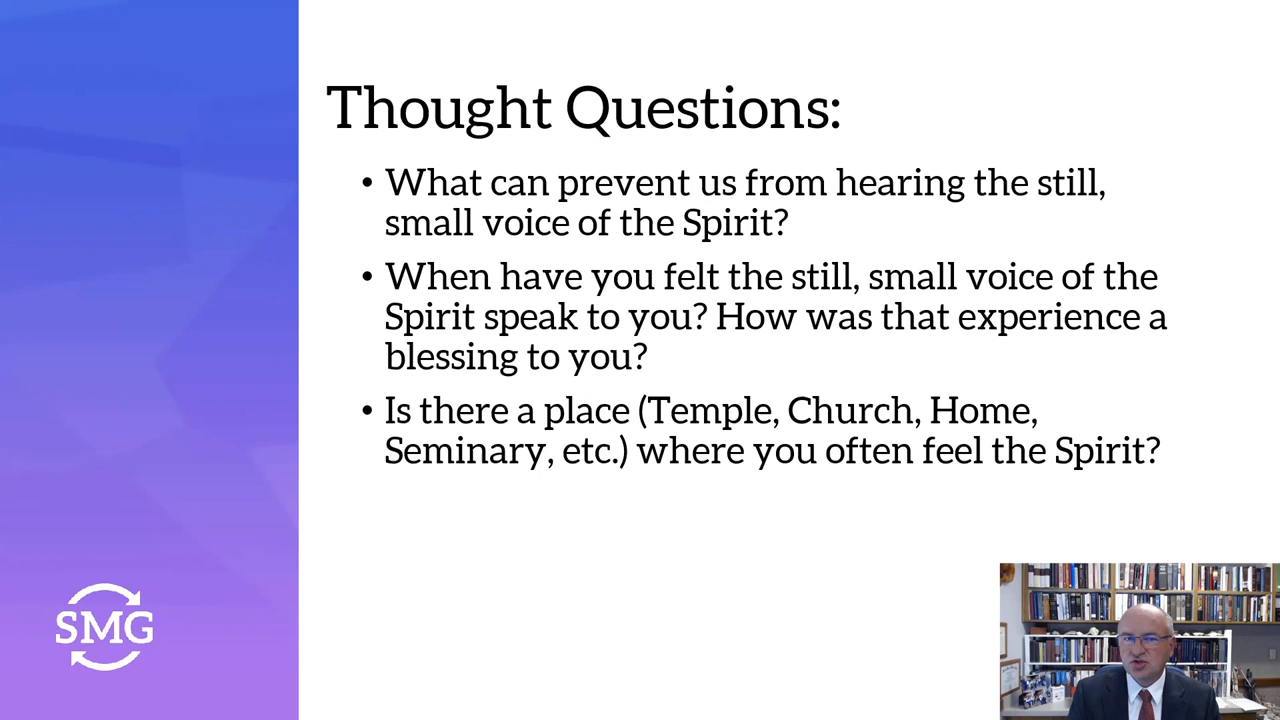 Thought Questions:
• What can prevent us from hearing the still,
small voice of the Spirit?
• When have you felt the still, small voice of the
Spirit speak to you? How was that experience a
blessing to you?
• Is there a place (Temple, Church, Home,
Seminary, etc.) where you often feel the Spirit?
SMG